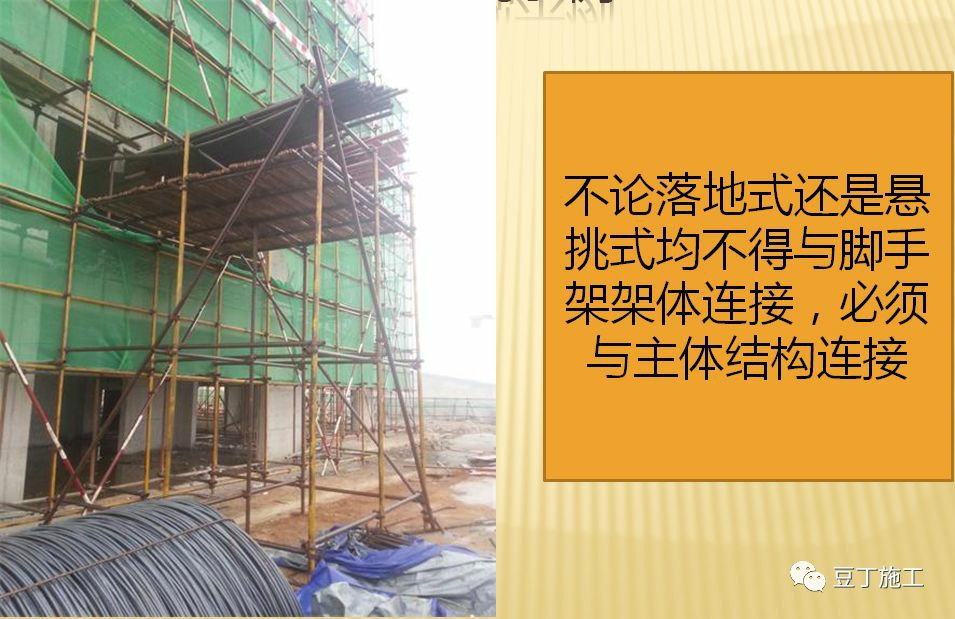 不论落地式还是悬
挑式均不得与脚手
架架体连接，必须
与主体结构连接
豆丁施工